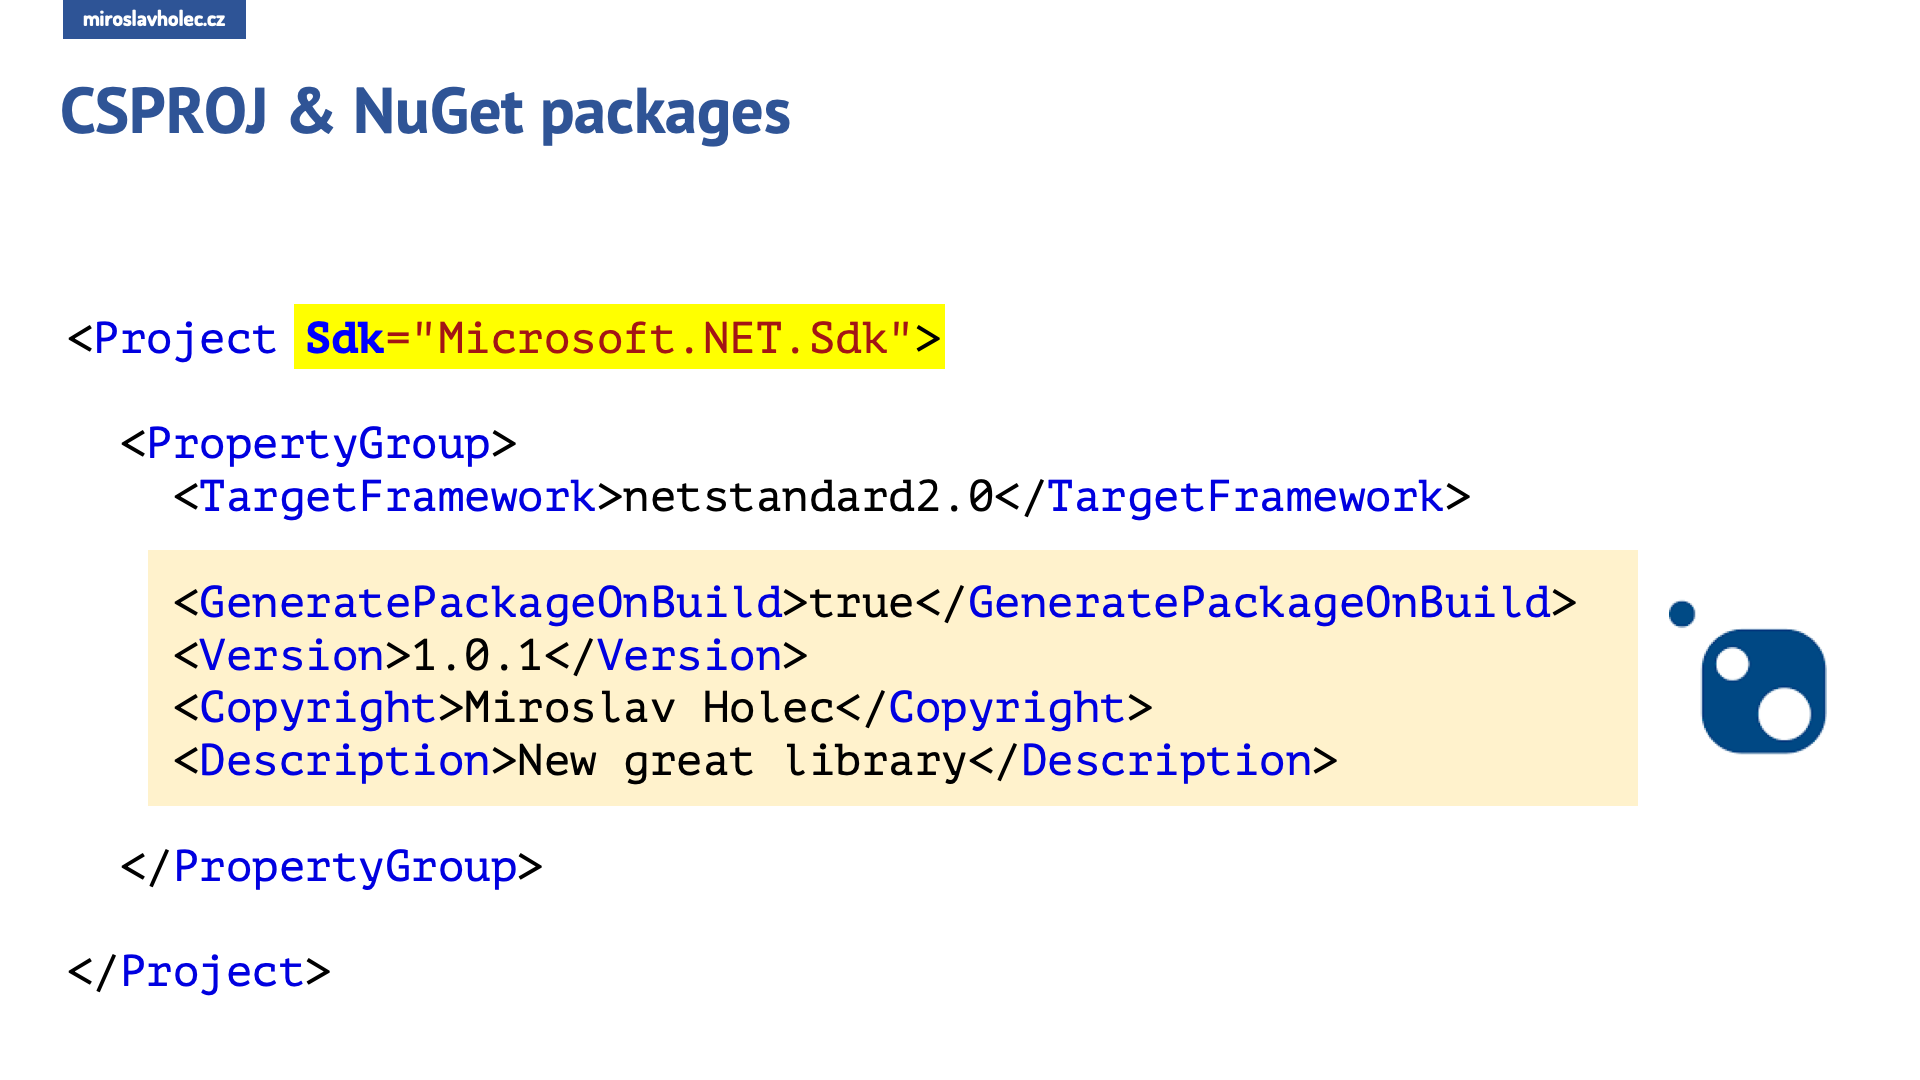 miroslavholec.cz
CSPROJ & NuGet packages
<Project Sdk="Microsoft.NET.Sdk">
<PropertyGroup>
<TargetFramework>netstandard2.0</TargetFramework>
<GeneratePackageOnBuild>true</GeneratePackageOnBuild>
<Version>1.0.1</Version>
<Copyright>Miroslav Holec</Copyright>
<Description>New great library</Description>
</PropertyGroup>
</Project>